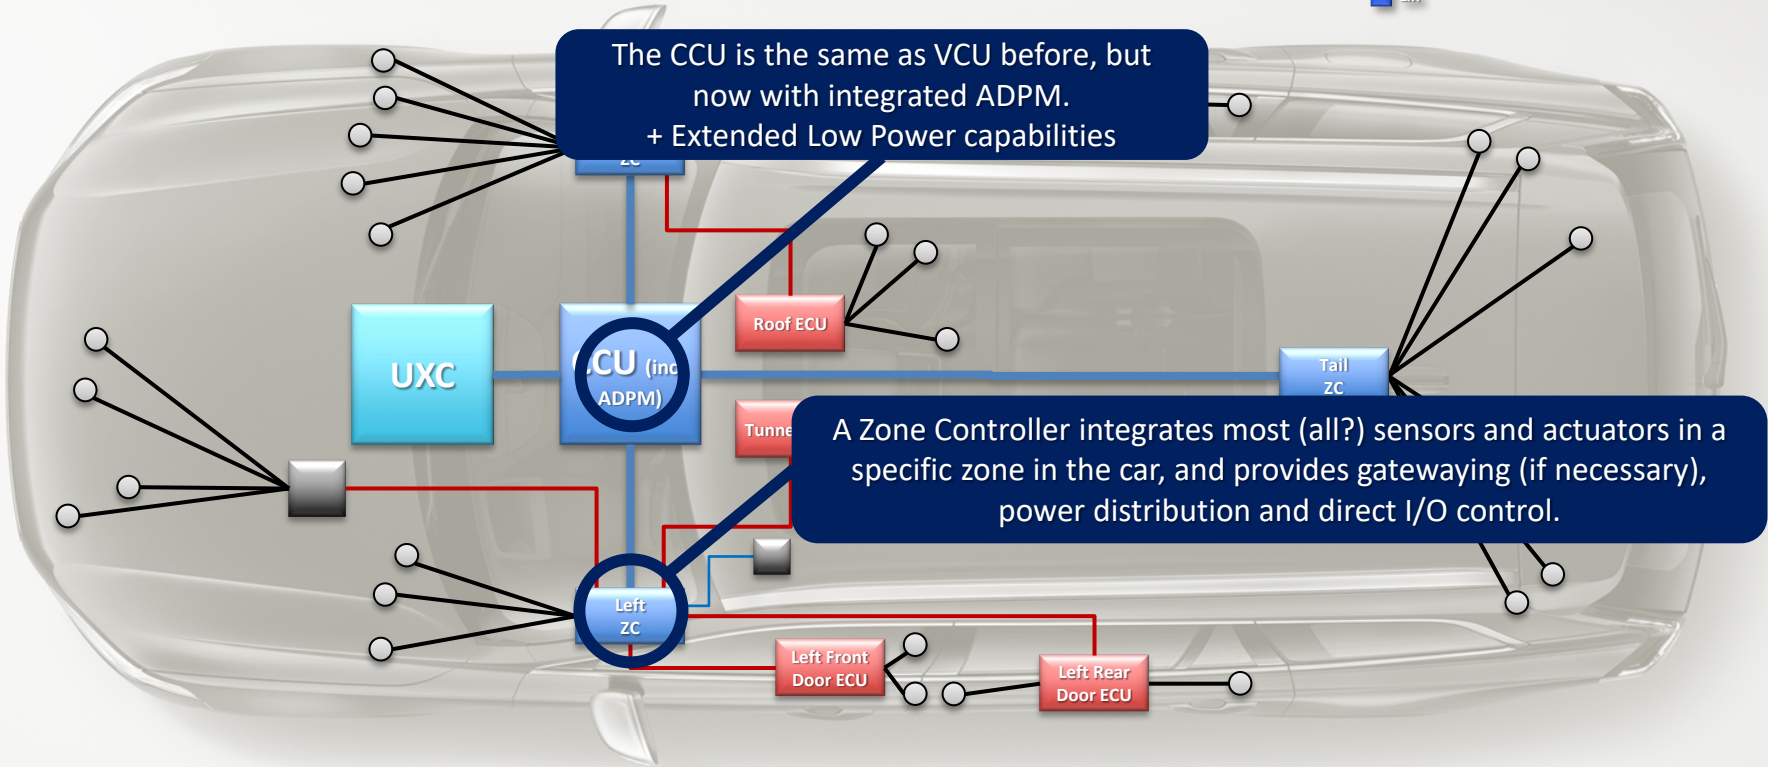 The CCU is the same as VCU before, but
now with integrated ADPM.
+ Extended Low Power capabilities
ZC
Roof ECU
UXC
CCU (inc
ADPM)
Tail
ZC
A Zone Controller integrates most (all?) sensors and actuators in a
specific zone in the car, and provides gatewaying (if necessary),
power distribution and direct I/O control.
Left
ZC
Left Front
Door ECU
Left Rear
Door ECU